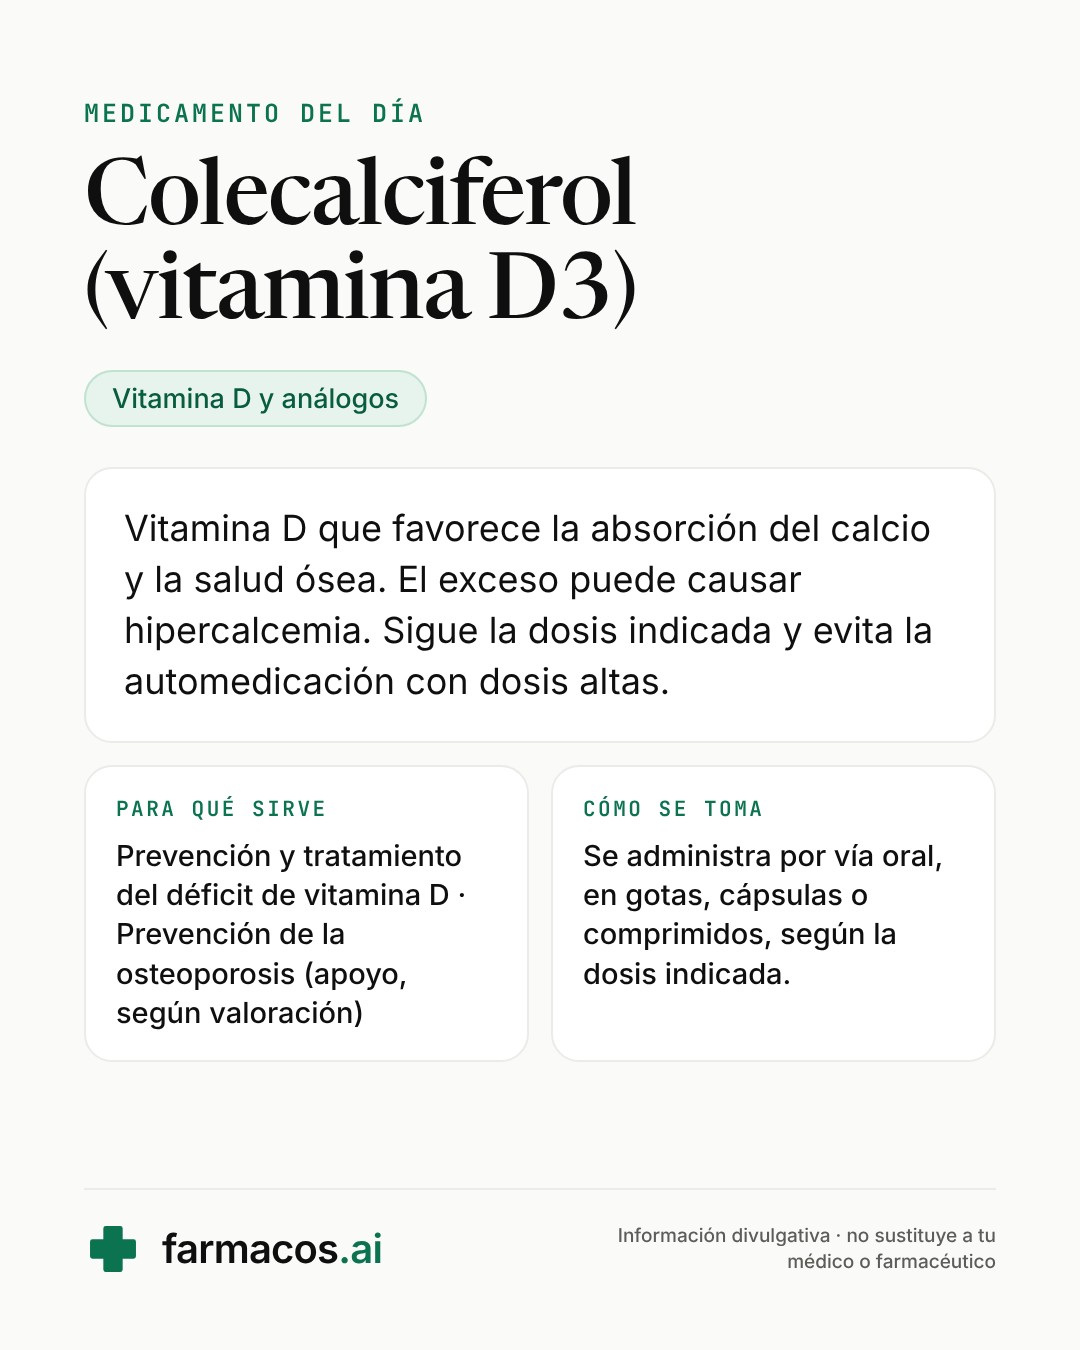 MEDICAMENTO DEL DÍA
Colecalciferol
(vitamina D3)
Vitamina D y análogos
Vitamina D que favorece la absorción del calcio
y la salud ósea. El exceso puede causar
hipercalcemia. Sigue la dosis indicada y evita la
automedicación con dosis altas.
PARA QUÉ SIRVE
Prevención y tratamiento
del déficit de vitamina D ·
Prevención de la
osteoporosis (apoyo,
según valoración)
CÓMO SE TOMA
Se administra por vía oral,
en gotas, cápsulas o
comprimidos, según la
dosis indicada.
farmacos.ai
Información divulgativa · no sustituye a tu
médico o farmacéutico